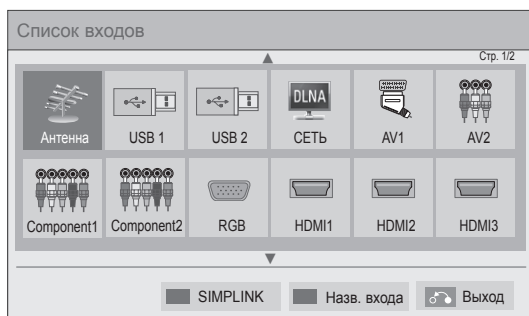 Список входов
Стр. 1/2
Антенна USB 1 USB 2 DLNA СЕТЬ AV1 AV2
Component1 Component2 RGB HDMI1 HDMI2 HDMI3
SIMPLINK Назв. входа Выход